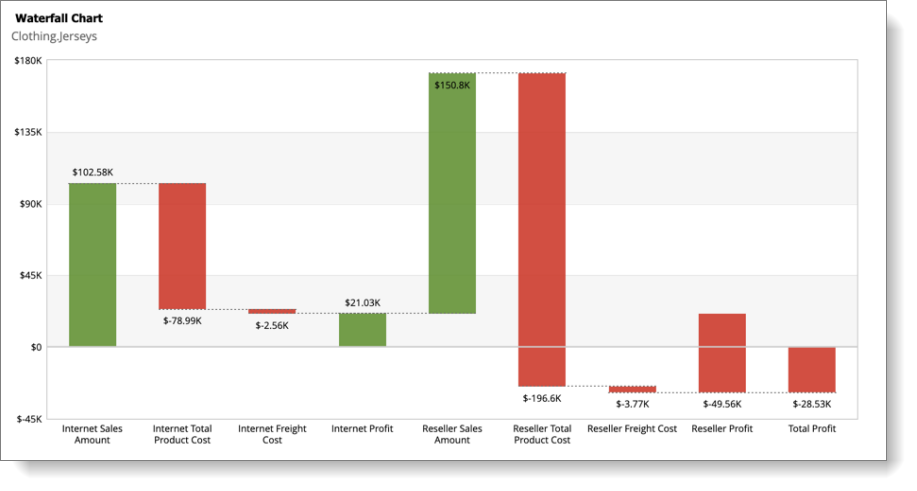 Waterfall Chart
Clothing.Jerseys
$180K
$135K
$90K
$45K
$0
$-45K
$102.58K
$-78.99K
$-2.56K
$21.03K
$150.8K
$-196.6K
$-3.77K
$-49.56K
$-28.53K
Internet Sales
Amount
Internet Total
Product Cost
Internet Freight
Cost
Internet Profit
Reseller Sales
Amount
Reseller Total
Product Cost
Reseller Freight Cost
Reseller Profit
Total Profit